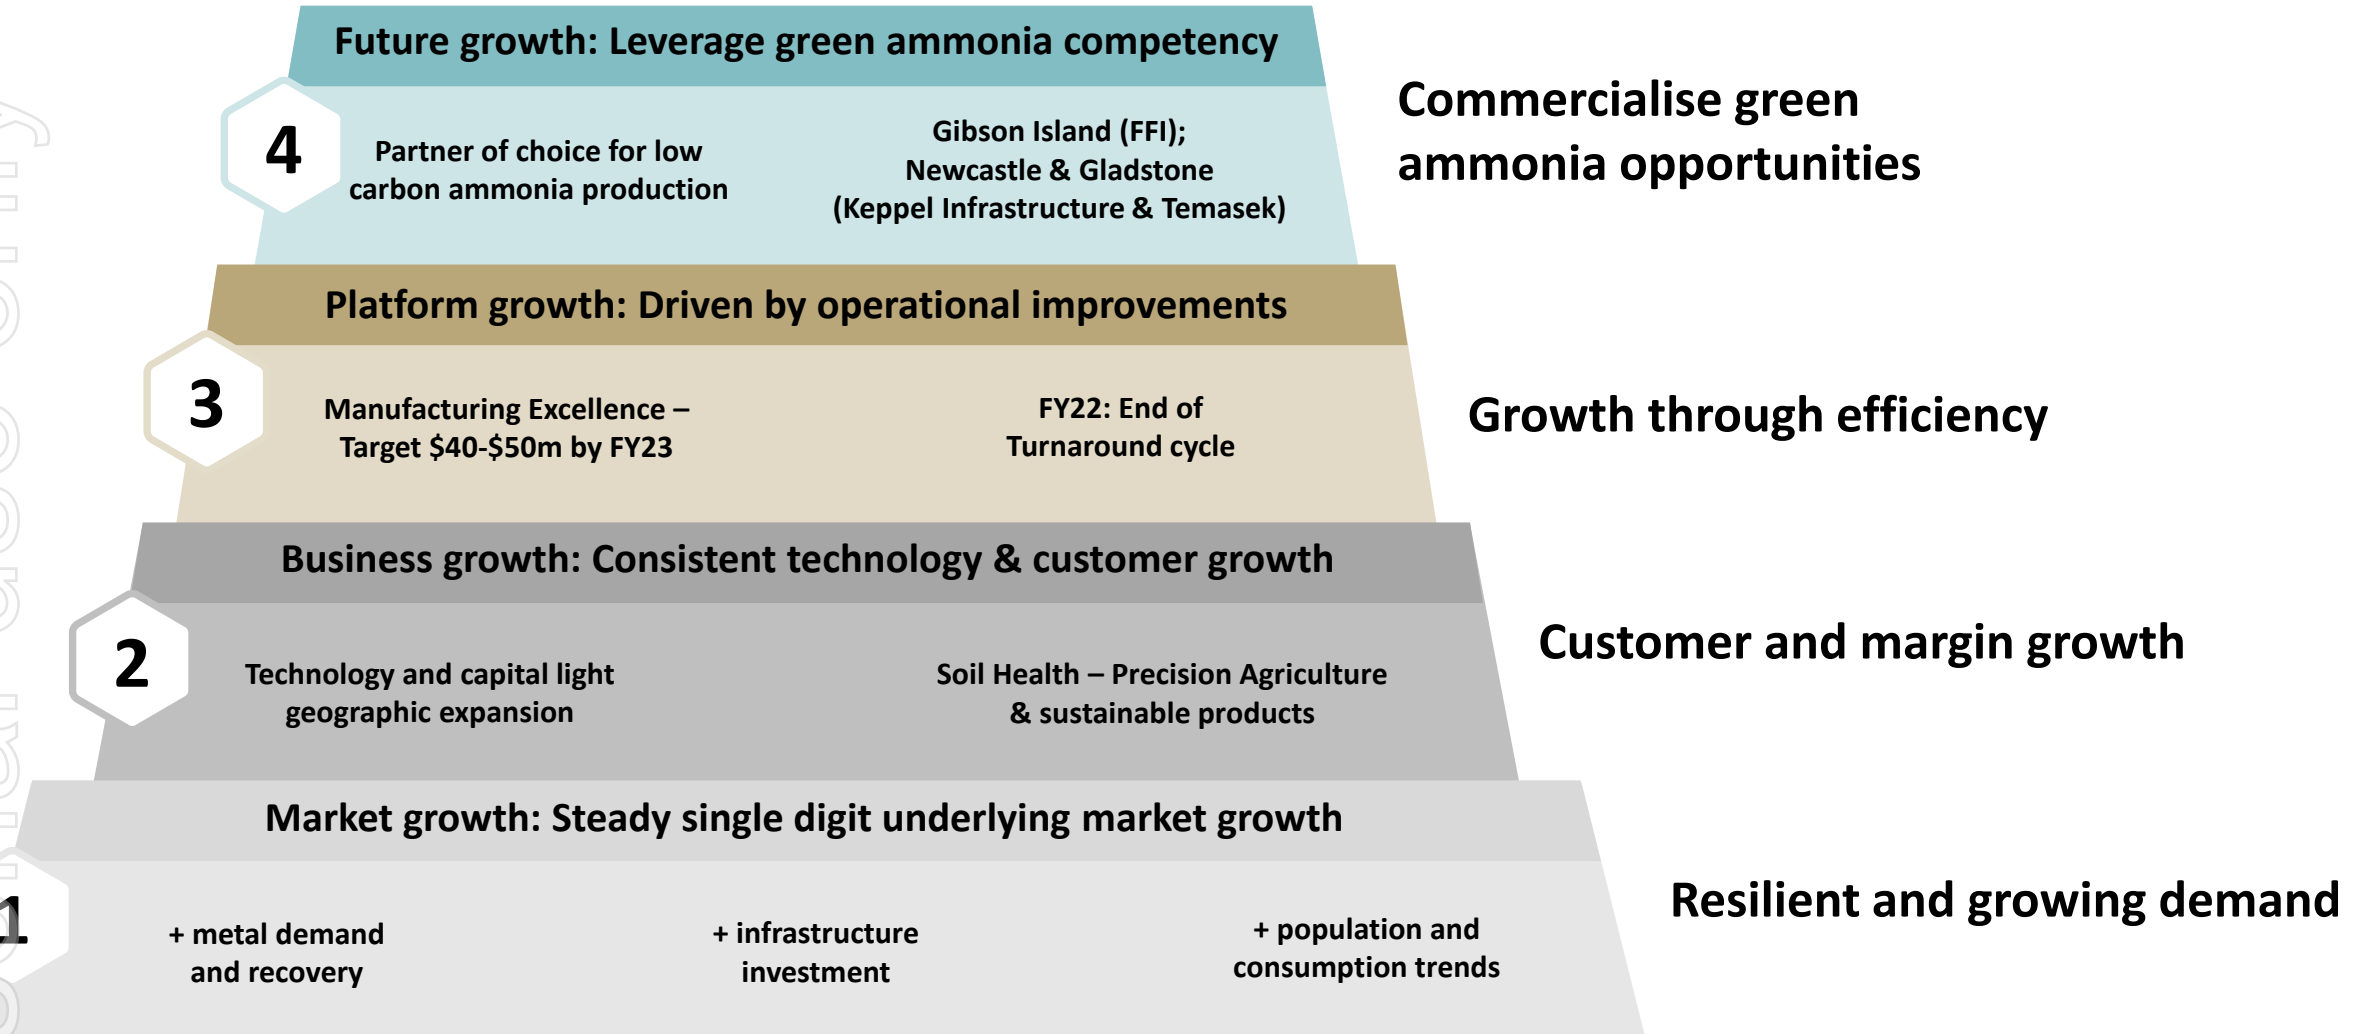 Future growth: Leverage green ammonia competency
4
Partner of choice for low
carbon ammonia production
Gibson Island (FFI);
Newcastle & Gladstone
(Keppel Infrastructure & Temasek)
Commercialise green
ammonia opportunities
Platform growth: Driven by operational improvements
3
Manufacturing Excellence –
Target $40-$50m by FY23
FY22: End of
Turnaround cycle
Growth through efficiency
Business growth: Consistent technology & customer growth
2
Technology and capital light
geographic expansion
Soil Health – Precision Agriculture
& sustainable products
Customer and margin growth
Market growth: Steady single digit underlying market growth
1
+ metal demand
and recovery
+ infrastructure
investment
+ population and
consumption trends
Resilient and growing demand